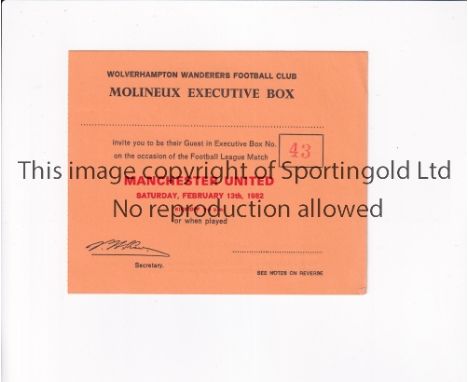 WOLVERHAMPTON WANDERERS FOOTBALL CLUB
MOLINEUX EXECUTIVE BOX
Invite you to be their Guest in Executive Box No.
43
on the occasion of the Football League Match
This image copyright of Sportingold Ltd
MANCHESTER UNITED
SATURDAY, FEBRUARY 13th, 1982
No reproduction allowed
or when played
Secretary.
SEE NOTES ON REVERSE